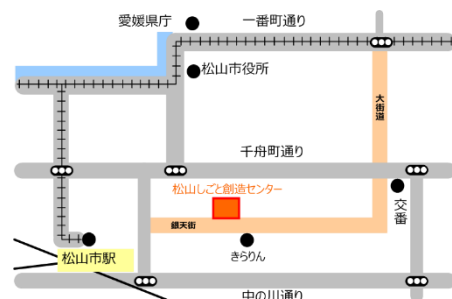 愛媛県庁
一番町通り
松山市役所
大街道
千舟町通り
松山しごと創造センター
交番
銀天街
きらりん
松山市駅
中の川通り